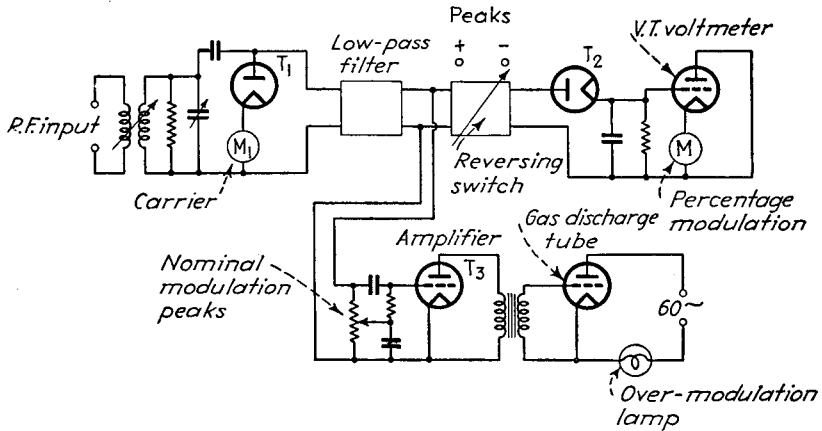 Peaks
+ -
Low-pass
filter
T₁
T₂
V.T. voltmeter
R.F. input
M₁
M
Carrier
Reversing
switch
Percentage
modulation
Amplifier
T₃
Gas discharge
tube
Nominal
modulation
peaks
60~
Over-modulation
lamp